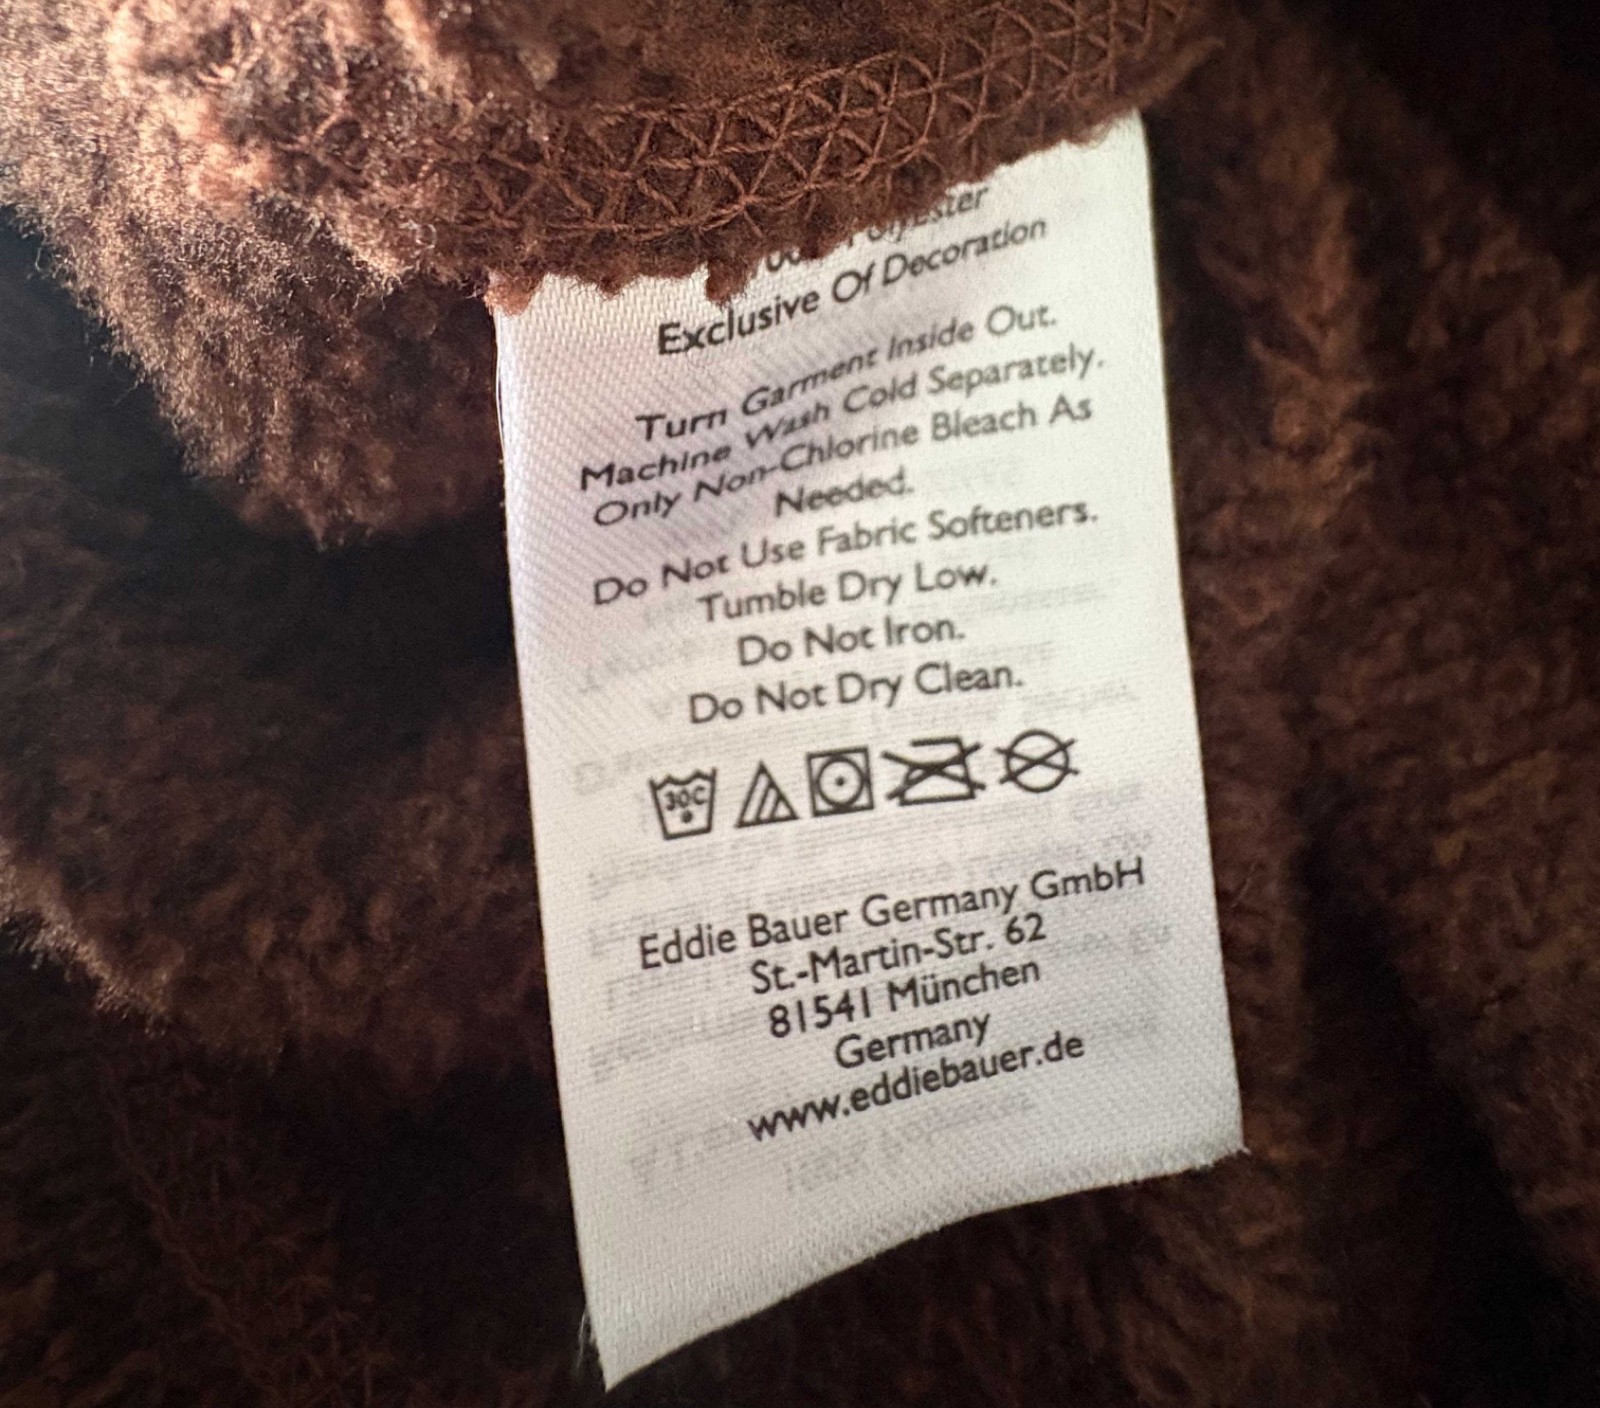 Polyester
Exclusive Of Decoration
Turn Garment Inside Out.
Machine Wash Cold Separately.
Only Non-Chlorine Bleach As
Needed.
Do Not Use Fabric Softeners.
Tumble Dry Low.
Do Not Iron.
Do Not Dry Clean.
30C
Eddie Bauer Germany GmbH
St.-Martin-Str. 62
81541 München
Germany
www.eddiebauer.de